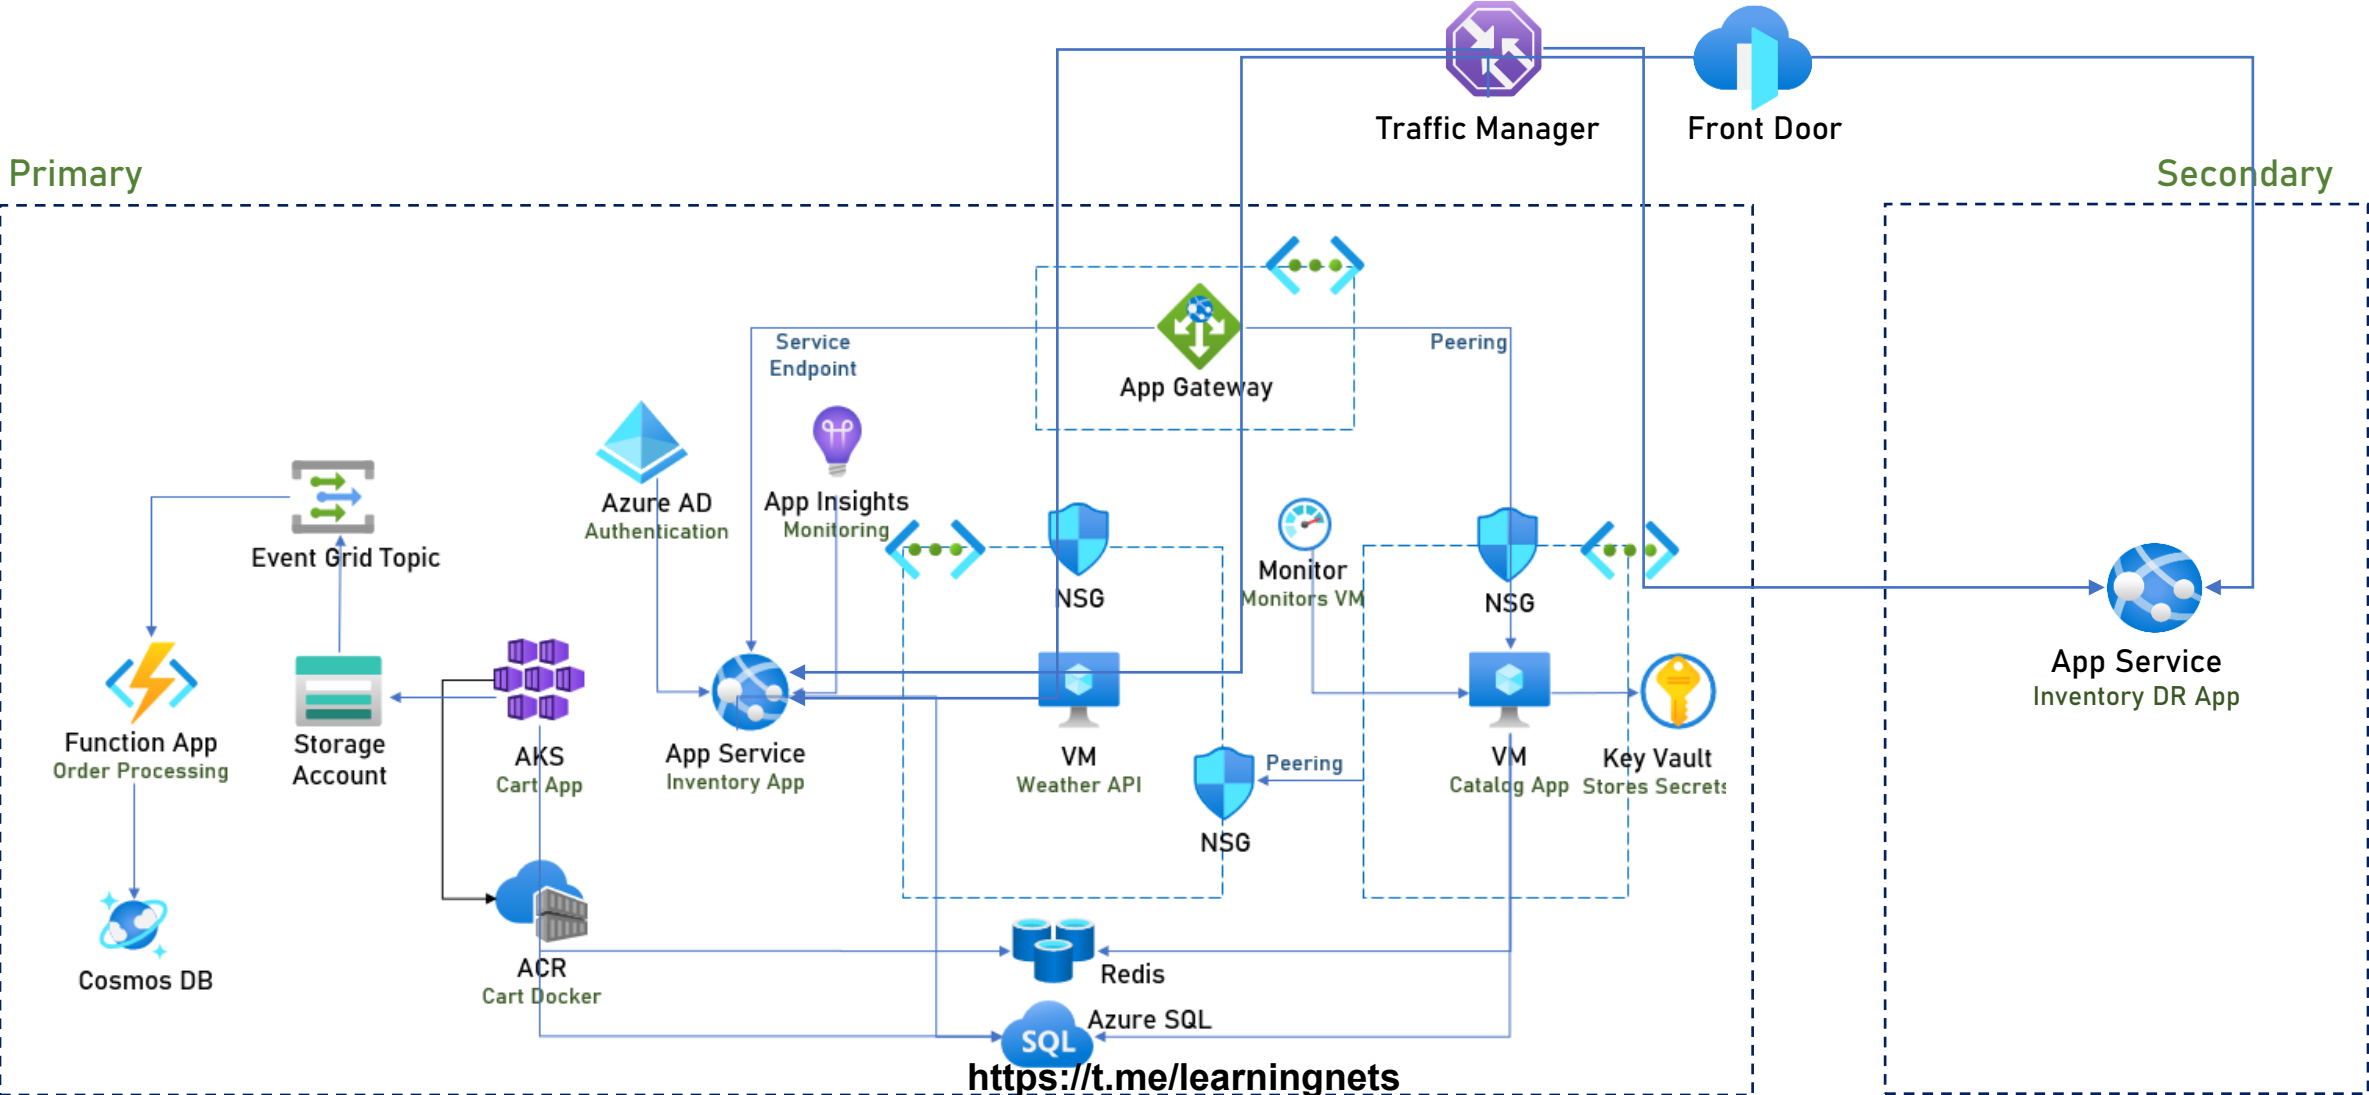 Traffic Manager
Front Door
Primary
Secondary
Service
Endpoint
Peering
App Gateway
Azure AD
Authentication
App Insights
Monitoring
Event Grid Topic
NSG
Monitor
Monitors VM
NSG
App Service
Inventory DR App
Function App
Order Processing
Storage
Account
AKS
Cart App
App Service
Inventory App
VM
Weather API
Peering
NSG
VM
Catalog App
Key Vault
Stores Secrets
Cosmos DB
ACR
Cart Docker
Redis
Azure SQL
SQL
https://t.me/learningnets